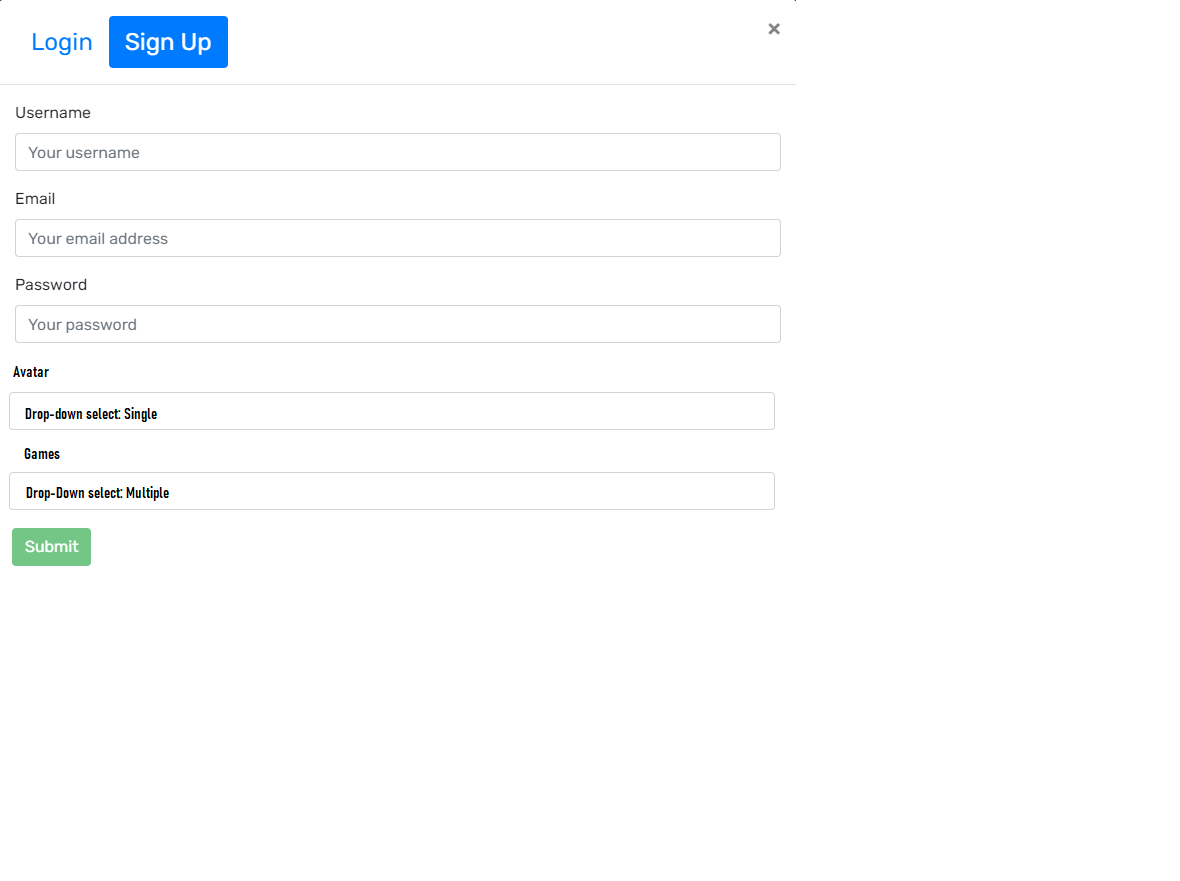 Login Sign Up ×
Username
Your username
Email
Your email address
Password
Your password
Avatar
Drop-down select: Single
Games
Drop-Down select: Multiple
Submit